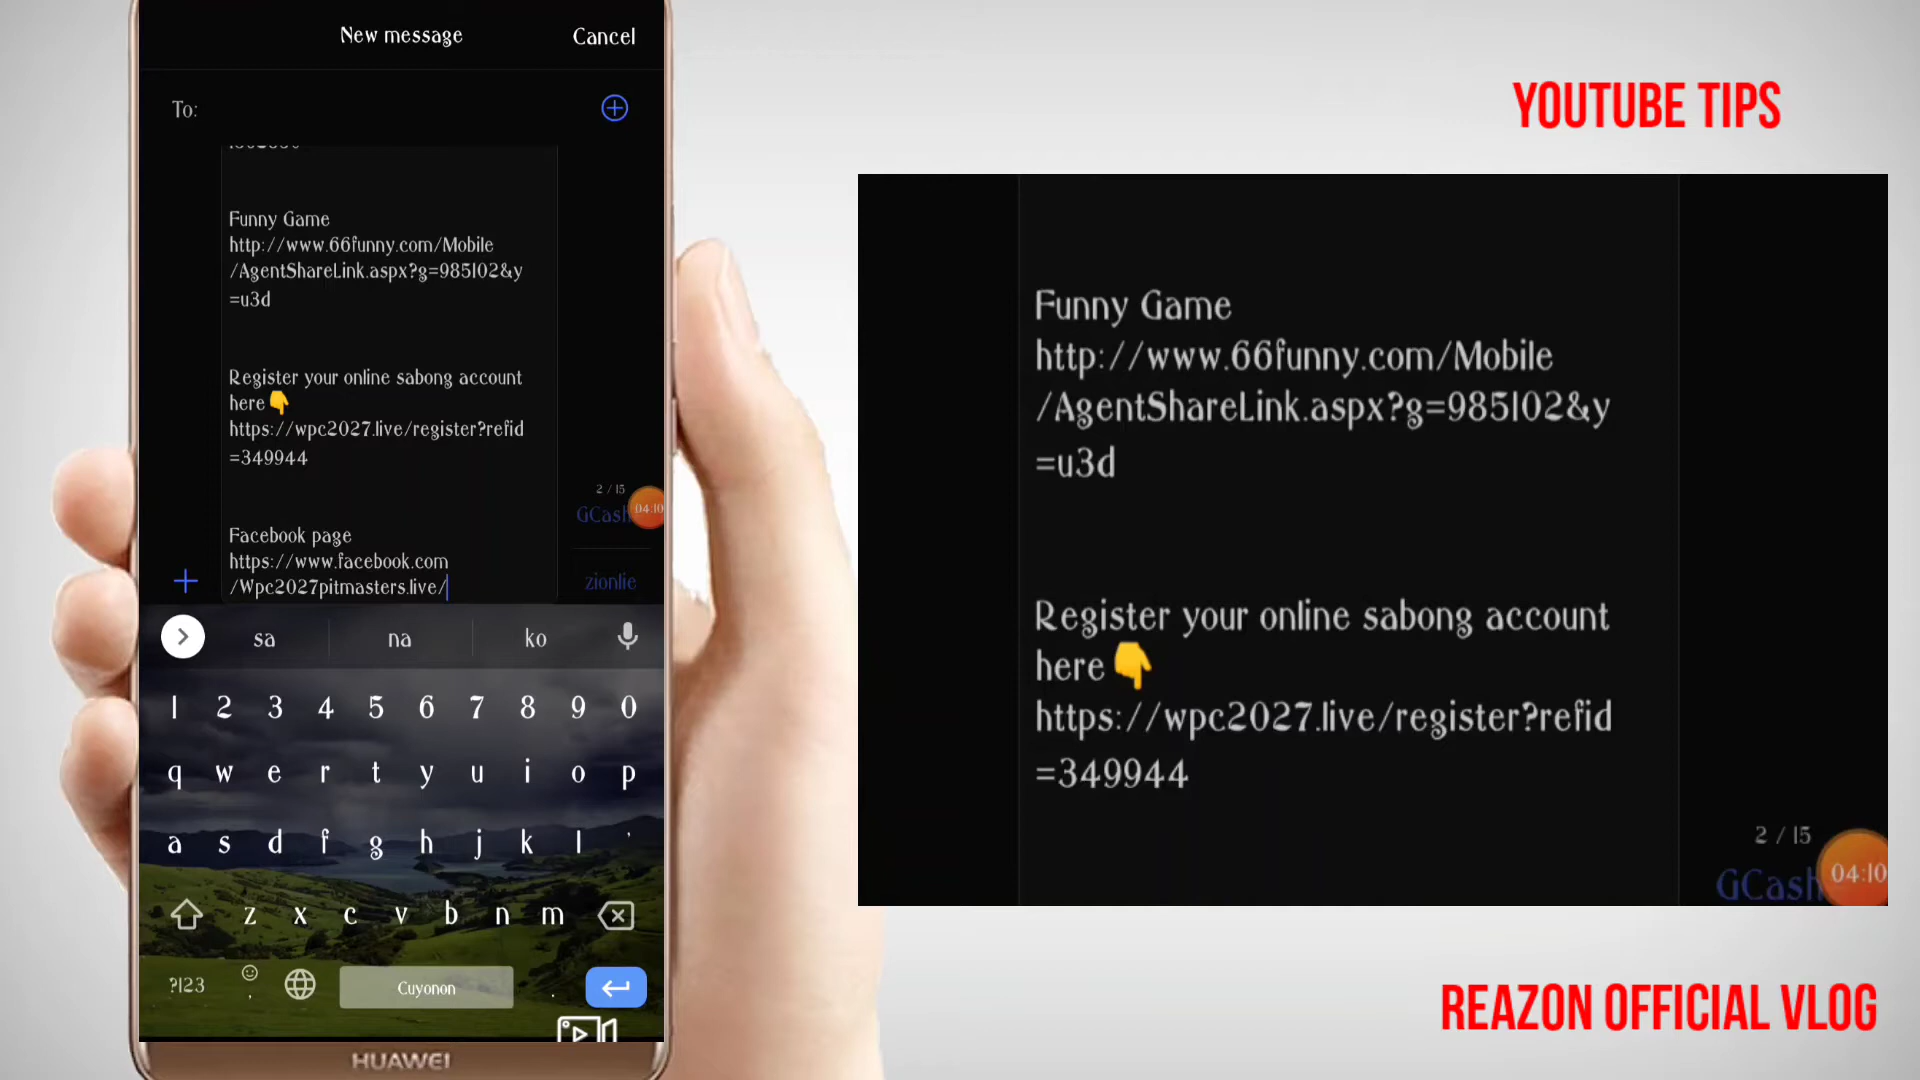 New message
Cancel
To:
Funny Game
http://www.66funny.com/Mobile
/AgentShareLink.aspx?g=985102&y
=u3d
Register your online sabong account
here👇
https://wpc2027.live/register?refid
=349944
2 / 15
GCash
04:10
Facebook page
https://www.facebook.com
/Wpc2027pitmasters.live/
zionlie
sa
na
ko
1 2 3 4 5 6 7 8 9 0
q w e r t y u i o p
a s d f g h j k l '
z x c v b n m
?123
,
Cuyonon
.
HUAWEI
YOUTUBE TIPS
Funny Game
http://www.66funny.com/Mobile
/AgentShareLink.aspx?g=985102&y
=u3d
Register your online sabong account
here👇
https://wpc2027.live/register?refid
=349944
2 / 15
GCash
04:10
REAZON OFFICIAL VLOG